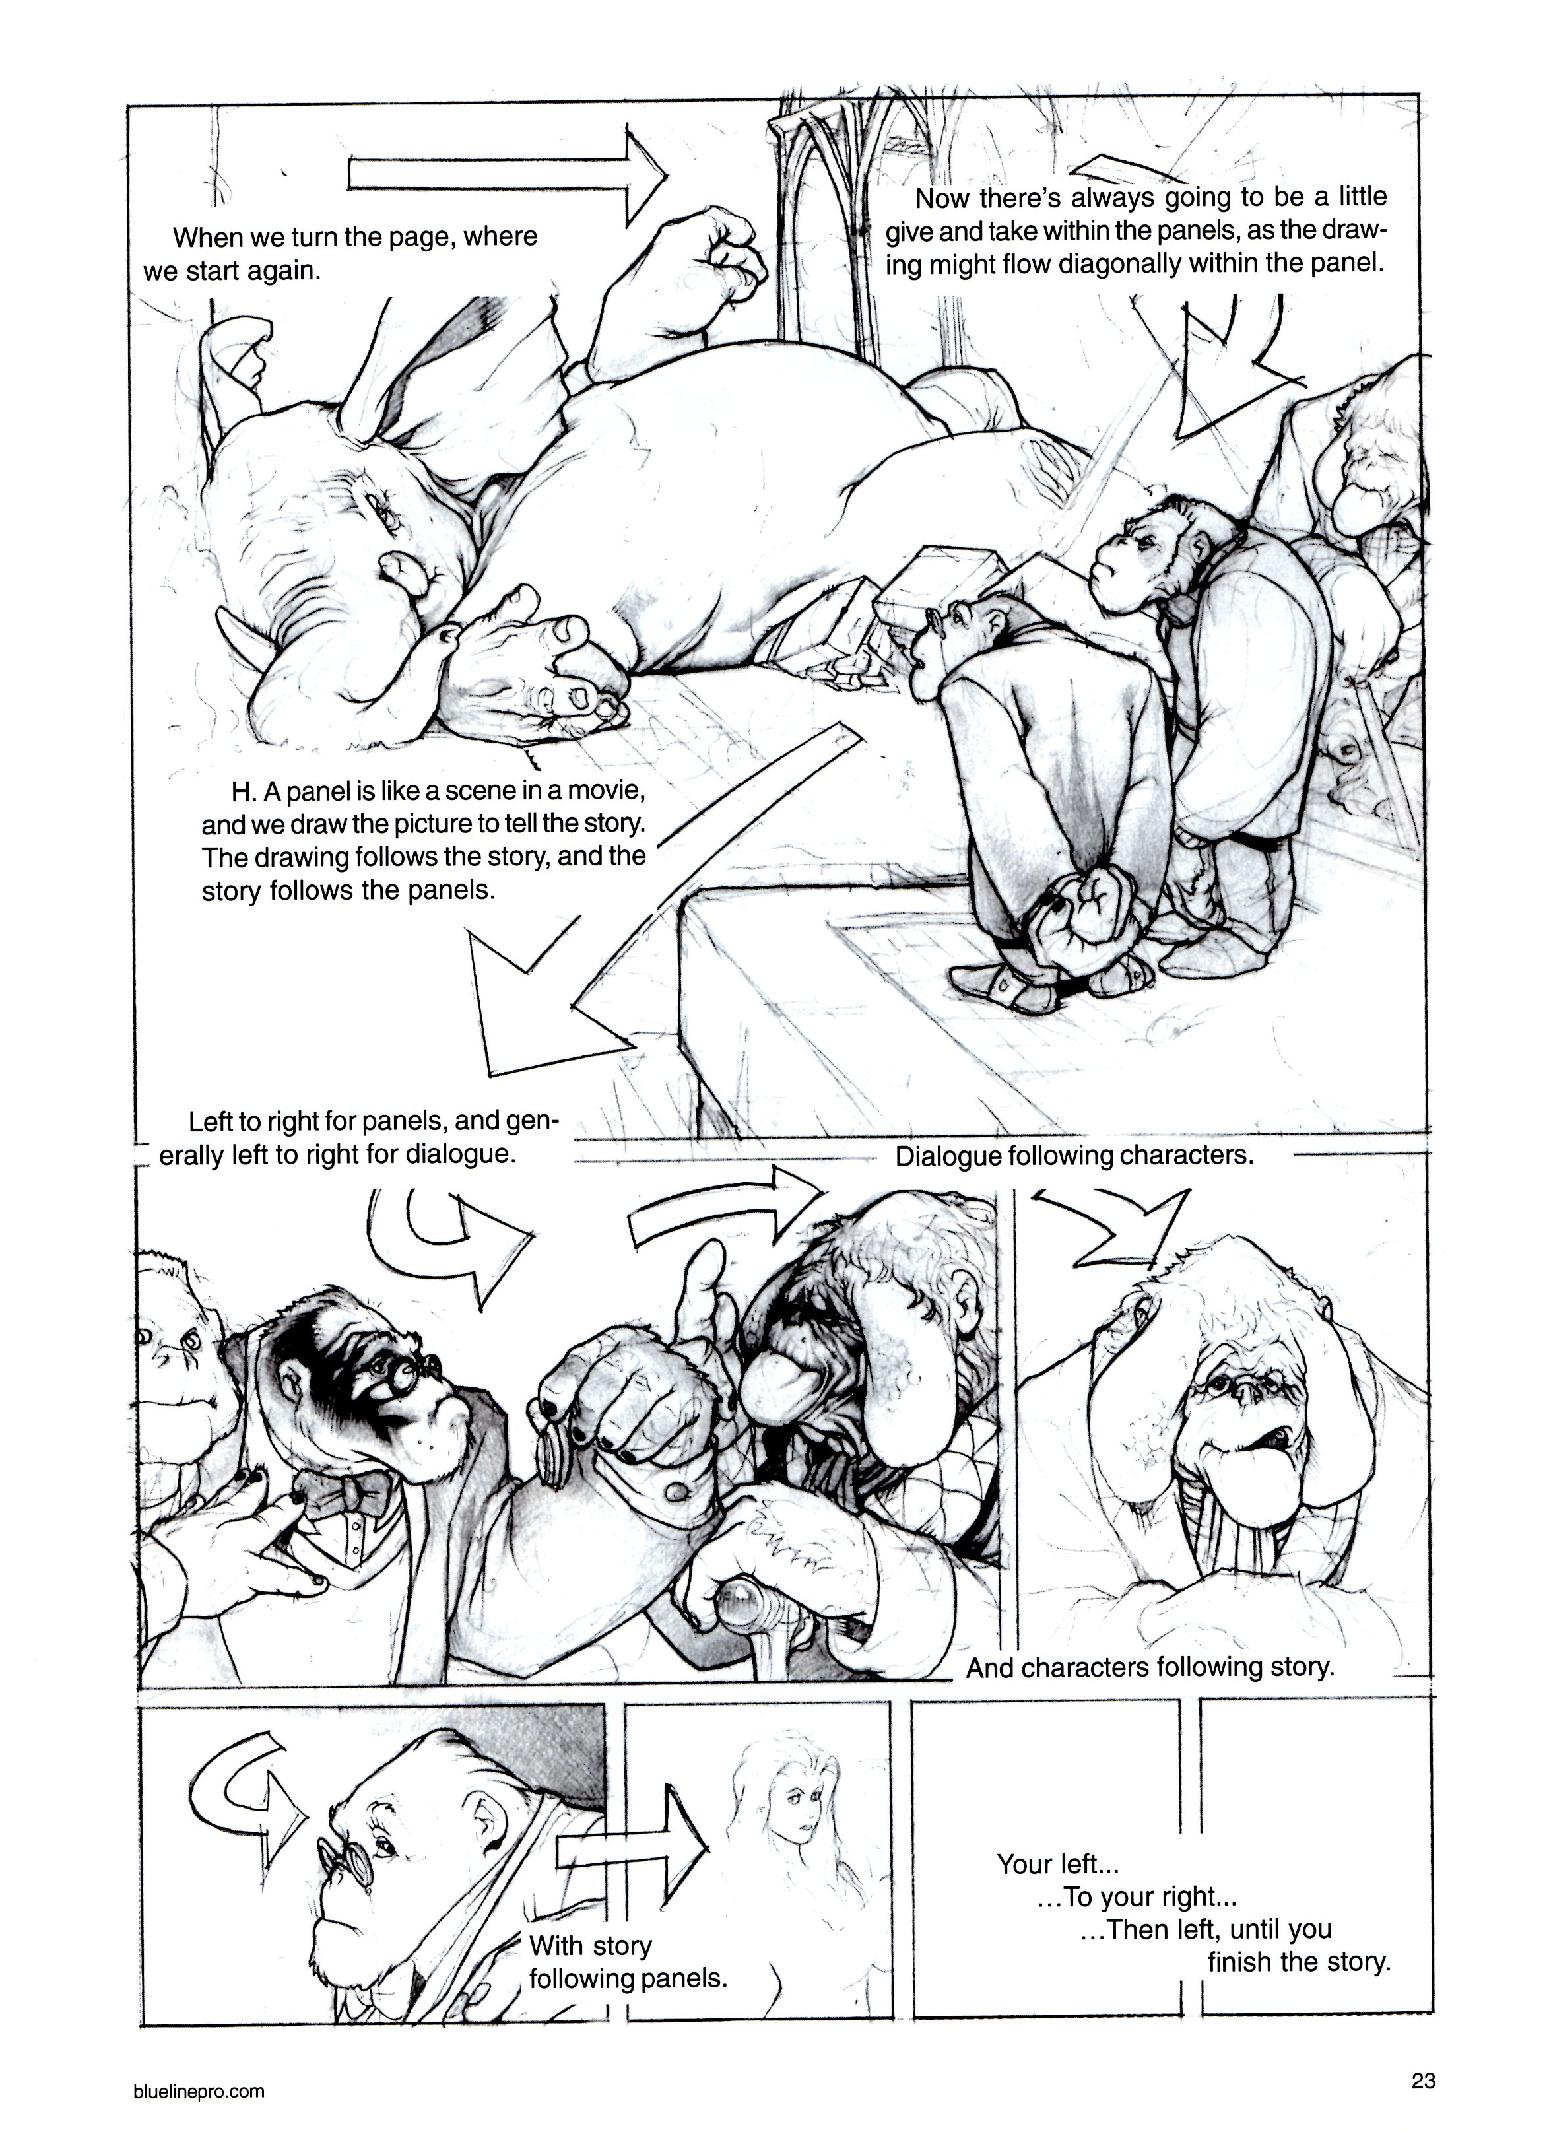 When we turn the page, where
we start again.
Now there's always going to be a little
give and take within the panels, as the draw-
ing might flow diagonally within the panel.
H. A panel is like a scene in a movie,
and we draw the picture to tell the story.
The drawing follows the story, and the
story follows the panels.
Left to right for panels, and gen-
erally left to right for dialogue.
Dialogue following characters.
And characters following story.
With story
following panels.
Your left...
...To your right...
...Then left, until you
finish the story.
bluelinepro.com
23